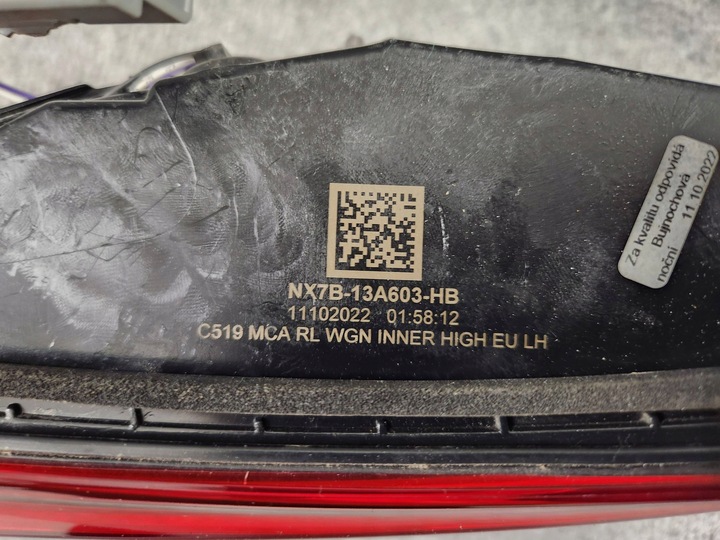 NX7B-13A603-HB
11102022 01:58:12
C519 MCA RL WGN INNER HIGH EU LH
Za kvalitu odpovídá
Bujnochová
noční 11 10 2022